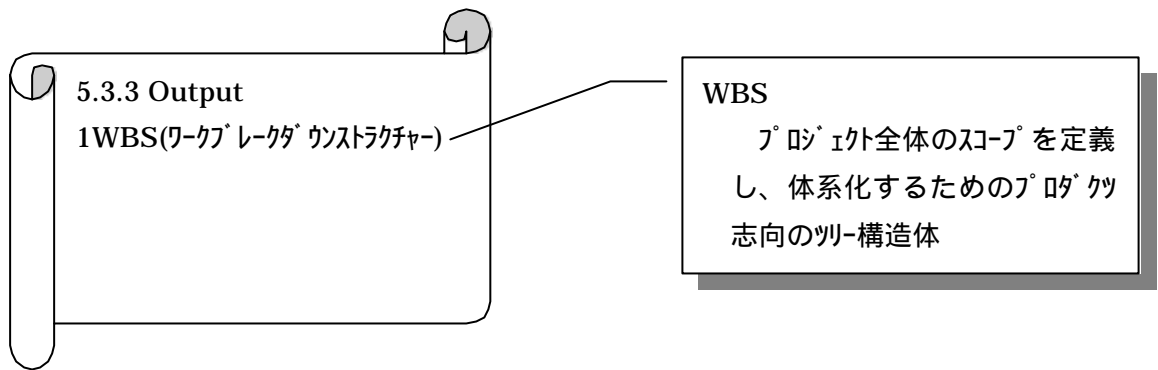 5.3.3 Output
1WBS(ﾜｰｸﾌﾞﾚｰｸﾀﾞｳﾝｽﾄﾗｸﾁｬｰ)
WBS
ﾌﾟﾛｼﾞｪｸﾄ全体のｽｺｰﾌﾟを定義
し、体系化するためのﾌﾟﾛﾀﾞｸﾂ
志向のﾂﾘｰ構造体